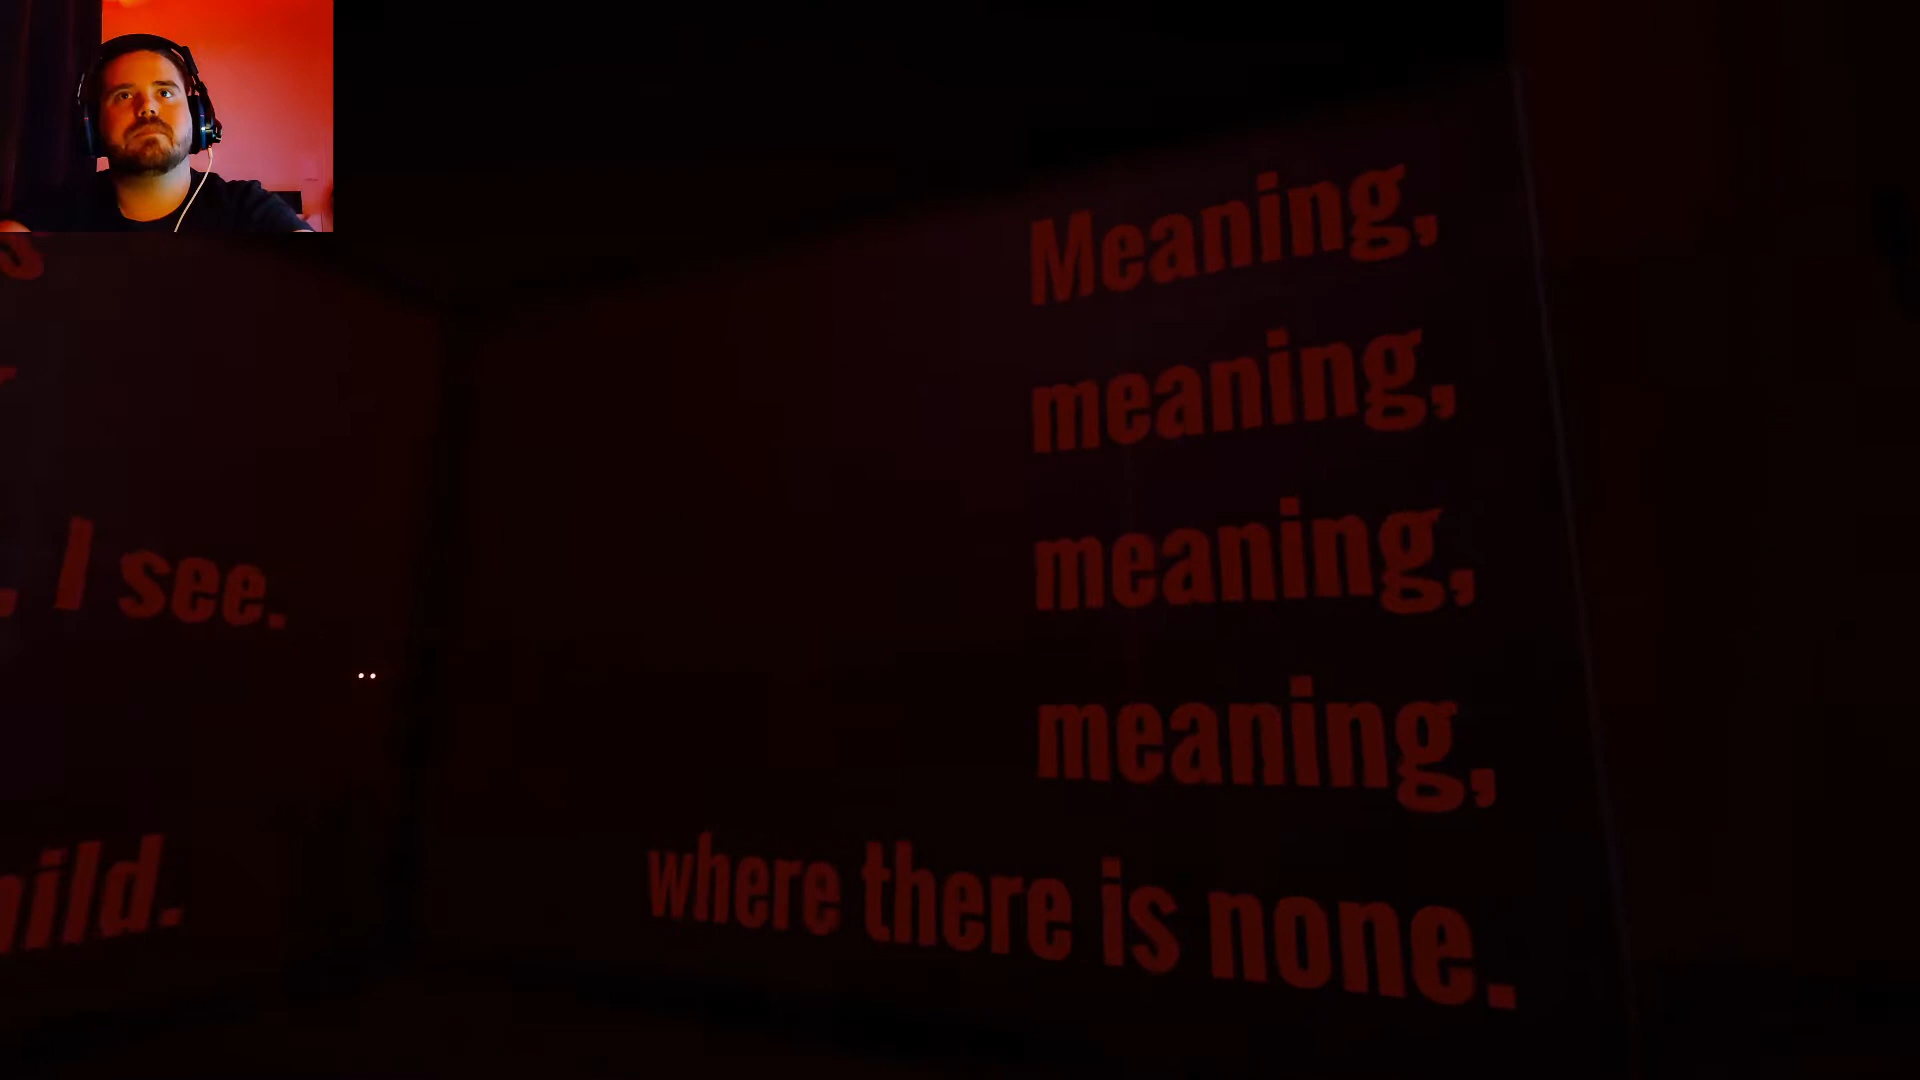 s
I see.
ild.
Meaning,
meaning,
meaning,
meaning,
where there is none.